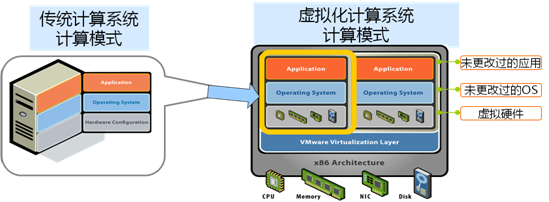 传统计算系统
计算模式
虚拟化计算系统
计算模式
Application
Operating System
Hardware Configuration
Application
Application
Operating System
Operating System
VMware Virtualization Layer
x86 Architecture
CPU
Memory
NIC
Disk
未更改过的应用
未更改过的OS
虚拟硬件